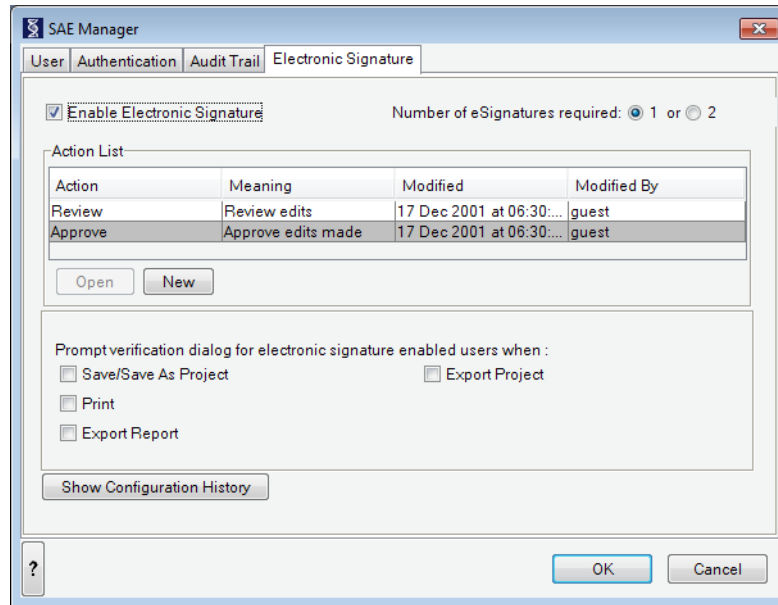 SAE Manager
User Authentication Audit Trail Electronic Signature
Enable Electronic Signature Number of eSignatures required: 1 or 2
Action List
Action Meaning Modified Modified By
Review Review edits 17 Dec 2001 at 06:30:... guest
Approve Approve edits made 17 Dec 2001 at 06:30:... guest
Open New
Prompt verification dialog for electronic signature enabled users when :
Save/Save As Project Export Project
Print
Export Report
Show Configuration History
? OK Cancel